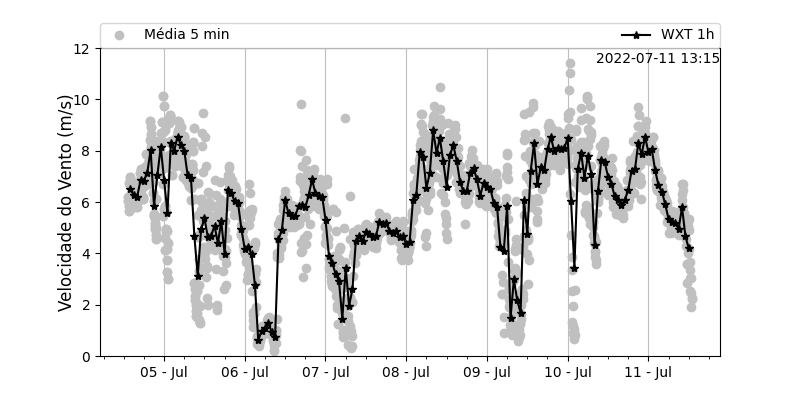 Média 5 min
WXT 1h
2022-07-11 13:15
Velocidade do Vento (m/s)
12
10
8
6
4
2
0
05 - Jul
06 - Jul
07 - Jul
08 - Jul
09 - Jul
10 - Jul
11 - Jul